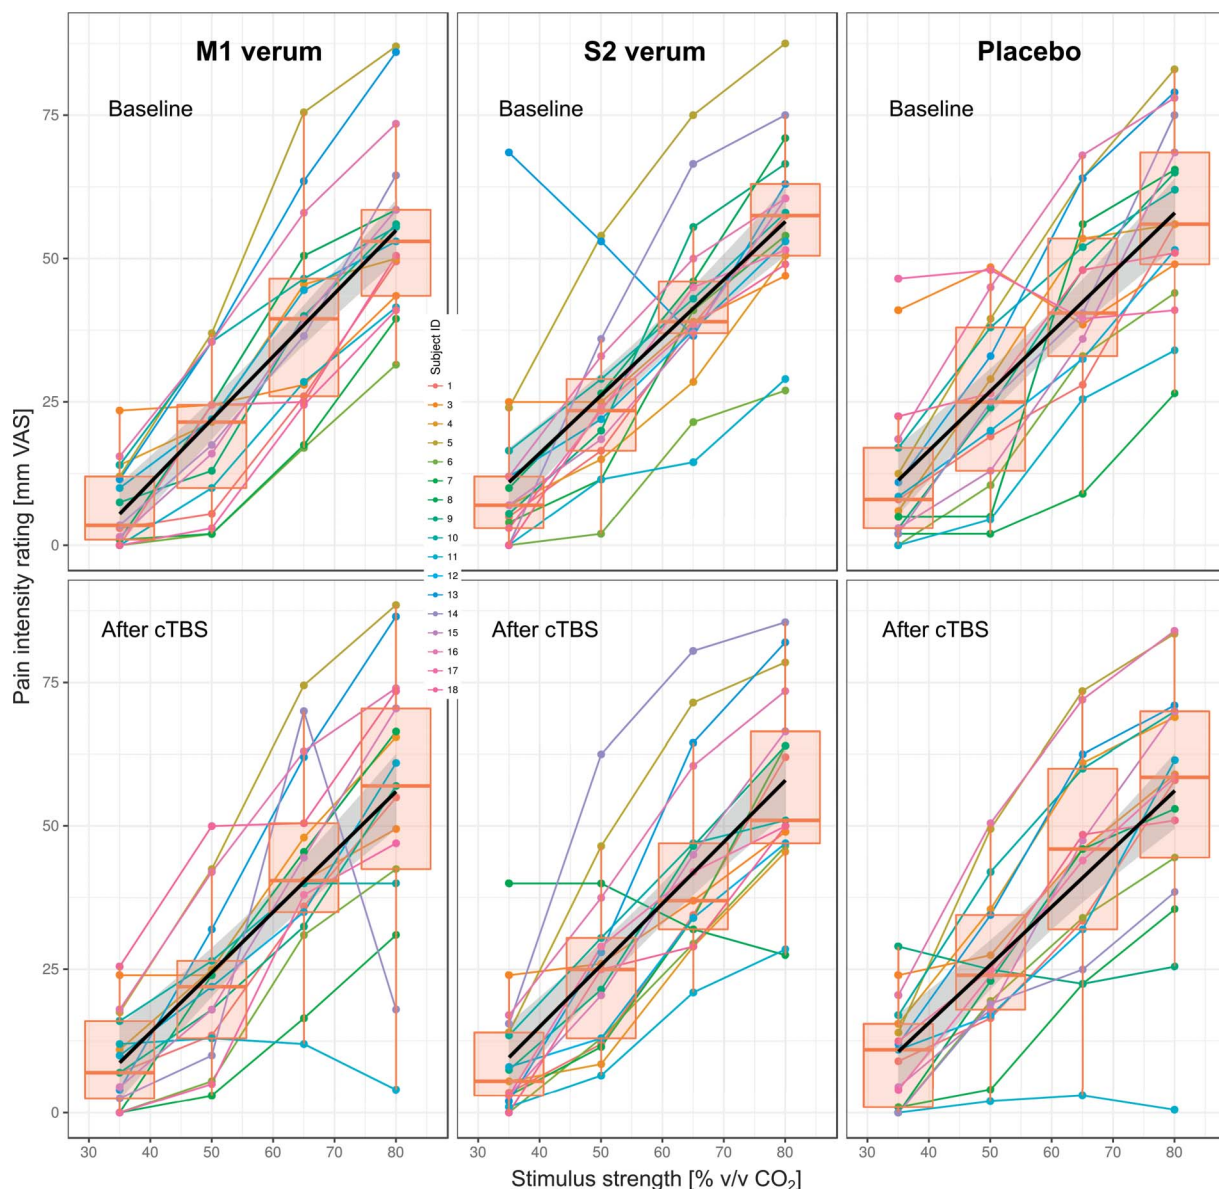 M1 verum
S2 verum
Placebo
Baseline
Baseline
Baseline
75
50
25
0
Pain intensity rating [mm VAS]
Subject ID
1
3
4
5
6
7
8
9
10
11
12
13
14
15
16
17
18
After cTBS
After cTBS
After cTBS
75
50
25
0
30 40 50 60 70 80
30 40 50 60 70 80
30 40 50 60 70 80
Stimulus strength [% v/v CO₂]